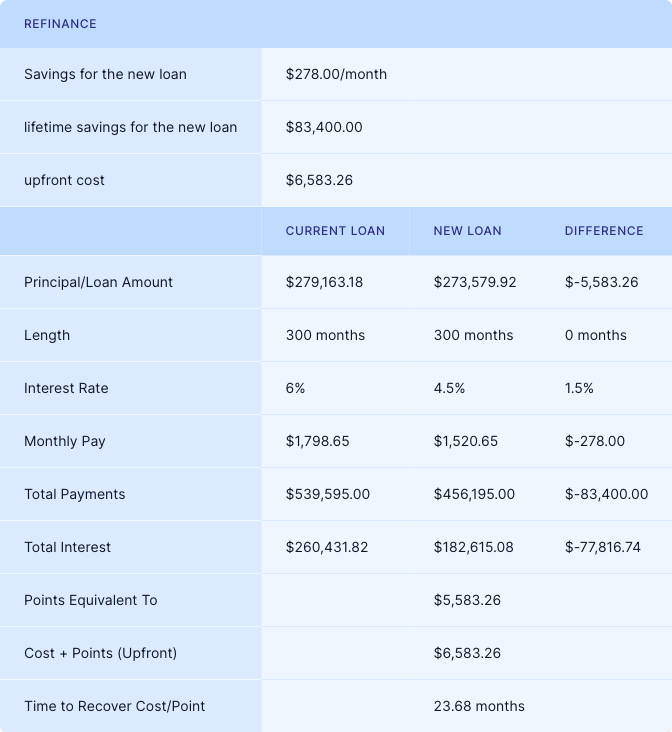 REFINANCE
Savings for the new loan $278.00/month
lifetime savings for the new loan $83,400.00
upfront cost $6,583.26
CURRENT LOAN NEW LOAN DIFFERENCE
Principal/Loan Amount $279,163.18 $273,579.92 $-5,583.26
Length 300 months 300 months 0 months
Interest Rate 6% 4.5% 1.5%
Monthly Pay $1,798.65 $1,520.65 $-278.00
Total Payments $539,595.00 $456,195.00 $-83,400.00
Total Interest $260,431.82 $182,615.08 $-77,816.74
Points Equivalent To $5,583.26
Cost + Points (Upfront) $6,583.26
Time to Recover Cost/Point 23.68 months